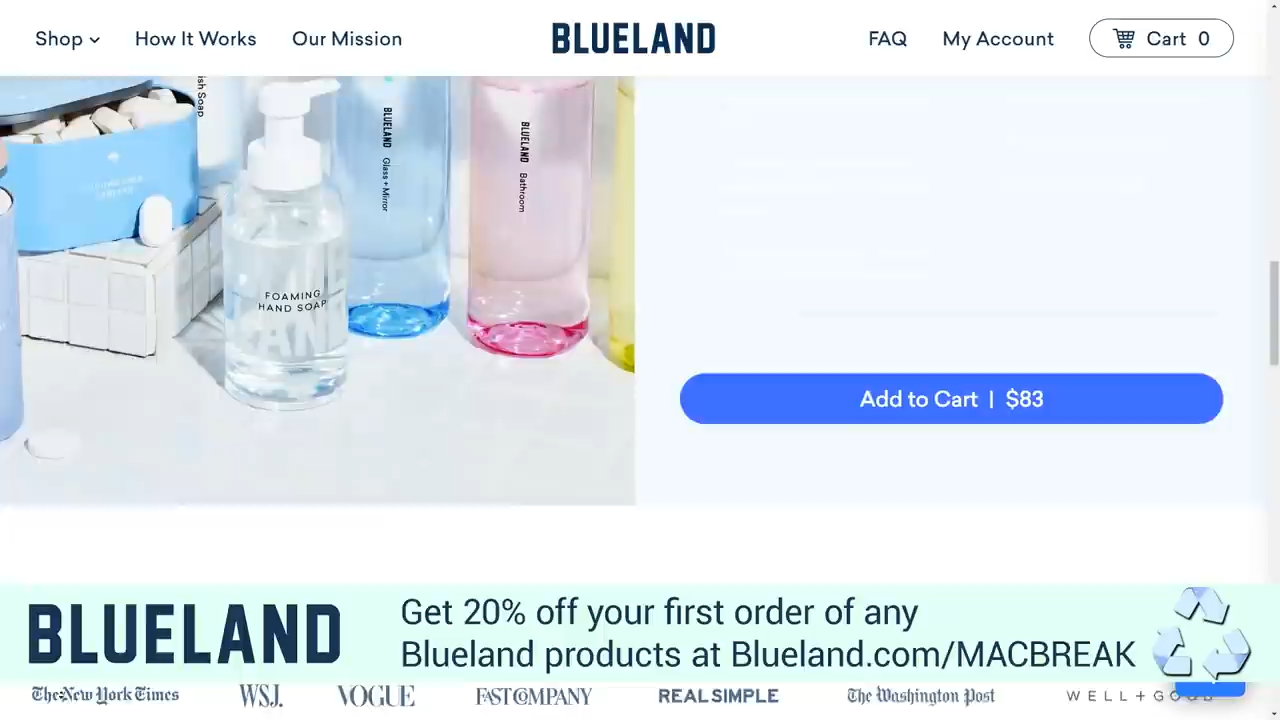 Shop
How It Works
Our Mission
BLUELAND
FAQ
My Account
Cart 0
ish Soap
BLUELAND Glass + Mirror
BLUELAND Bathroom
FOAMING
HAND SOAP
Add to Cart | $83
BLUELAND
Get 20% off your first order of any
Blueland products at Blueland.com/MACBREAK
The New York Times
WSJ.
VOGUE
FAST COMPANY
REAL SIMPLE
The Washington Post
WELL+GOOD